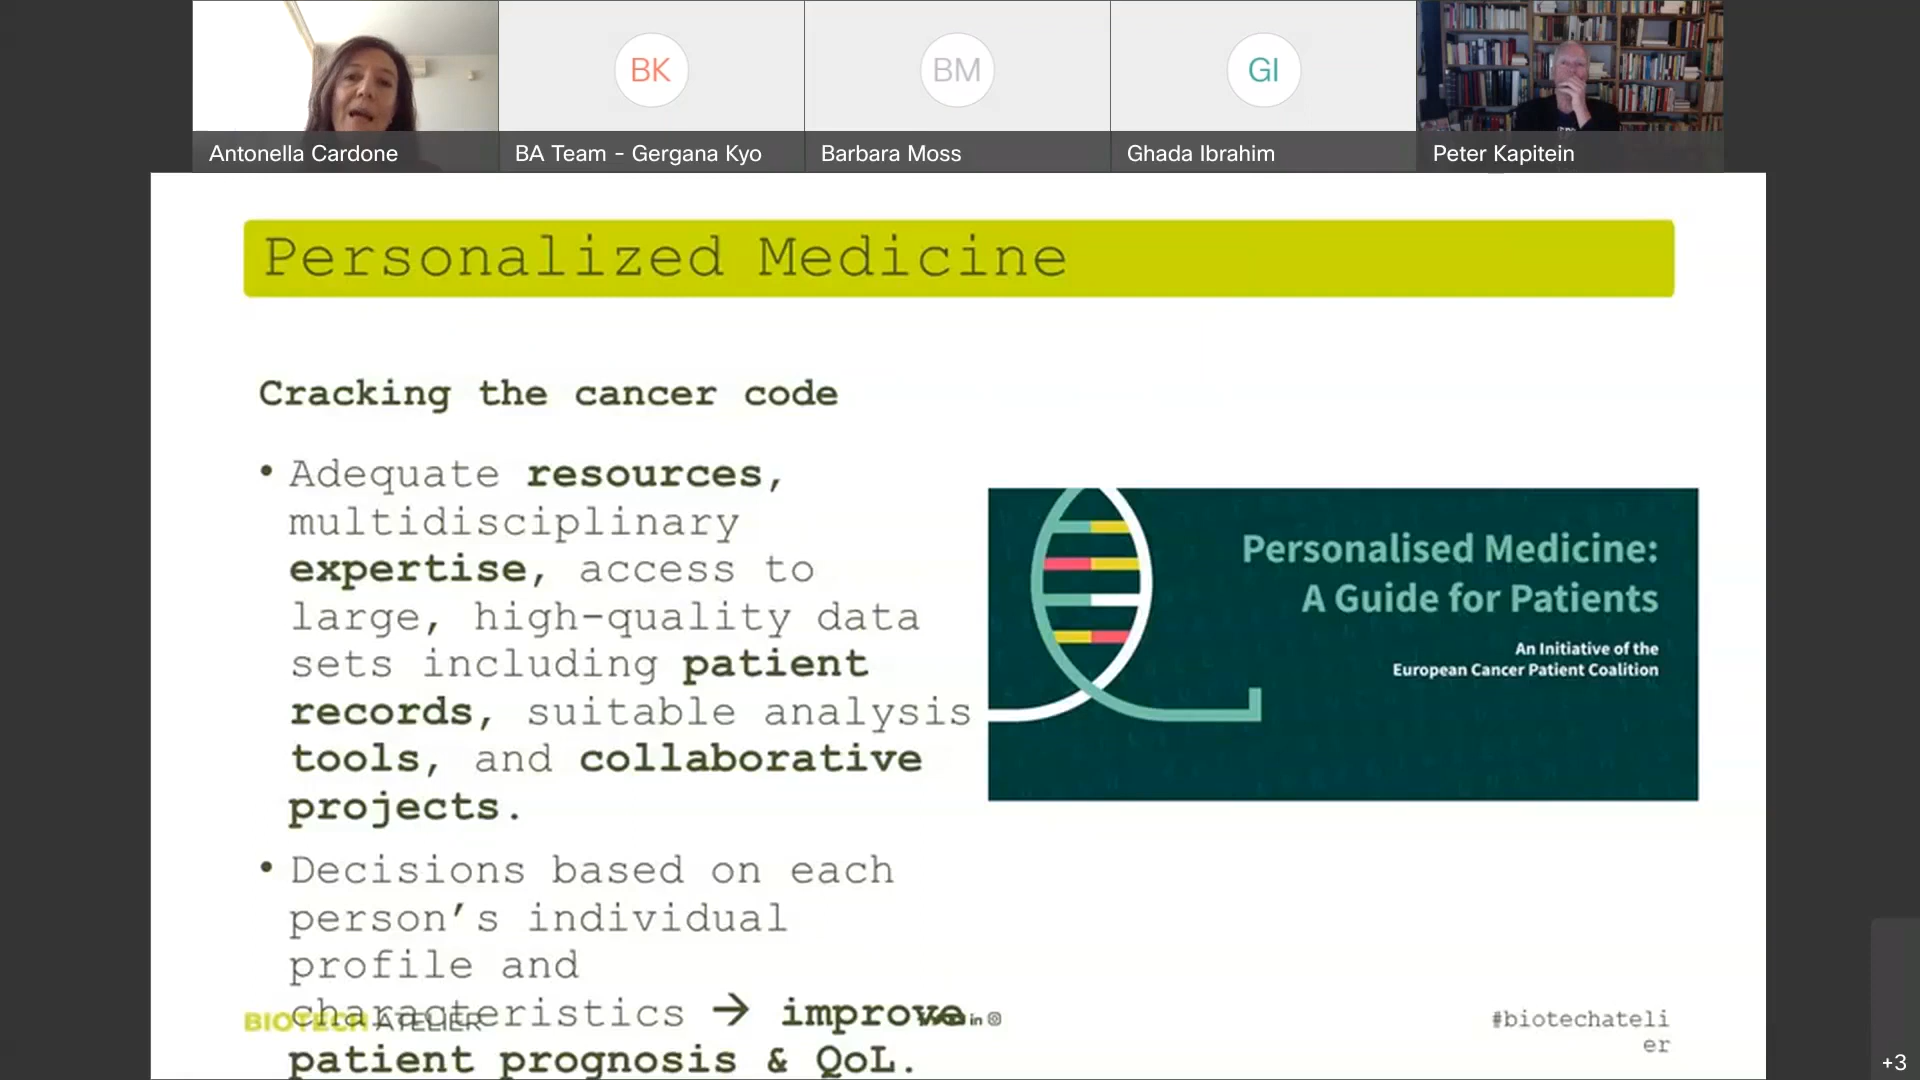 BK
BM
GI
Antonella Cardone
BA Team - Gergana Kyo
Barbara Moss
Ghada Ibrahim
Peter Kapitein
Personalized Medicine
Cracking the cancer code
• Adequate resources,
multidisciplinary
expertise, access to
large, high-quality data
sets including patient
records, suitable analysis
tools, and collaborative
projects.
• Decisions based on each
person’s individual
profile and
characteristics → improve
patient prognosis & QoL.
Personalised Medicine:
A Guide for Patients
An Initiative of the
European Cancer Patient Coalition
BIOTECH ATELIER
in
#biotechateli
er
+3